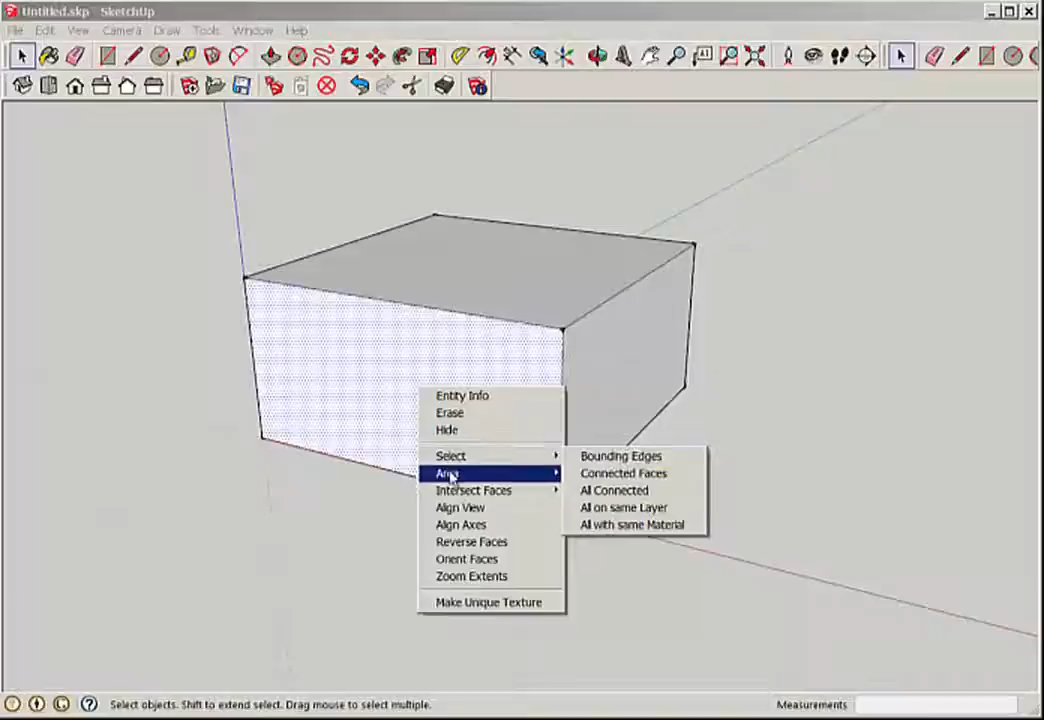 Untitled.skp - SketchUp
File Edit View Camera Draw Tools Window Help
A1
Entity Info
Erase
Hide
Select
Area
Intersect Faces
Align View
Align Axes
Reverse Faces
Orient Faces
Zoom Extents
Make Unique Texture
Bounding Edges
Connected Faces
All Connected
All on same Layer
All with same Material
Select objects. Shift to extend select. Drag mouse to select multiple.
Measurements